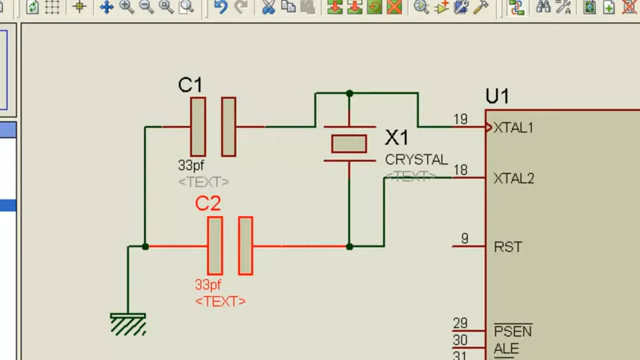 C1
33pf
<TEXT>
C2
33pf
<TEXT>
X1
CRYSTAL
<TEXT>
U1
19
XTAL1
18
XTAL2
9
RST
29
PSEN
30
ALE
31